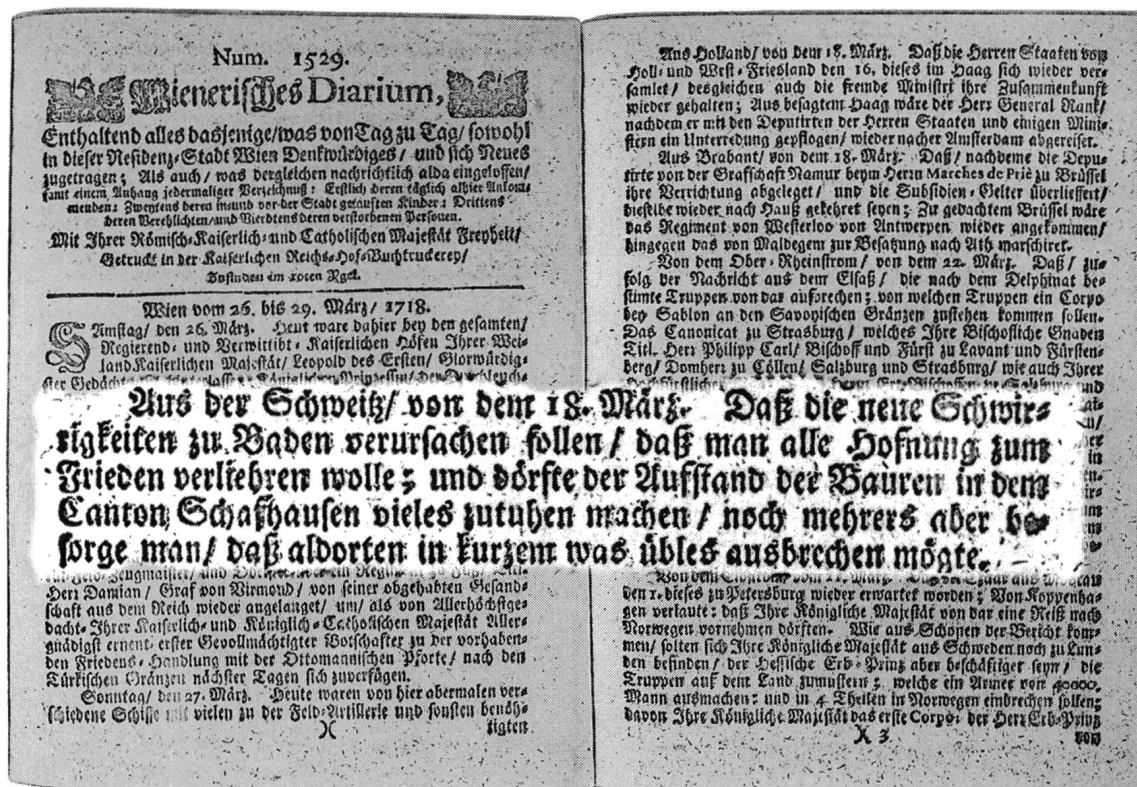 Num. 1529.
Wienerisches Diarium,
Enthaltend alles dasjenige/was von Tag zu Tag/ sowohl
in dieser Residenz-Stadt Wien Denkwürdiges/ und sich Neues
zugetragen; Als auch/ was dergleichen nachrichtlich alda eingeloffen/
samt einem Anhang jedermaliger Verzeichnuß: Erstlich deren täglich alhier Ankom-
menden: Zweytens deren in und vor der Stadt getauften Kinder: Drittens
deren Verehlichten/und Vierdtens deren verstorbenen Personen.
Mit Ihrer Römisch-Kaiserlich-und Catholischen Majestät Freyheit/
Getruckt in der Kaiserlichen Reichs-Hof-Buchtruckerey/
Wien vom 26. bis 29. März/ 1718.
SAmstag/ den 26. März. Heut ware dahier bey den gesamten/
Regierend- und Verwittibt-Kaiserlichen Höfen Ihrer Wei-
land Kaiserlichen Majestät/ Leopold des Ersten/ Glorwürdig-
ster
Aus der Schweitz/ von dem 18. März. Daß die neue Schwir-
rigkeiten zu Baden verursachen sollen/ daß man alle Hofnung zum
Frieden verliehren wolle; und dörfte der Aufstand der Bauren in dem
Canton Schafhausen vieles zutuhen machen/ noch mehrers aber be-
sorge man/ daß aldorten in kurzem was übles ausbrechen mögte.
Herr Damian/ Graf von Virmond/ von seiner obgehabten Gesand-
schaft aus dem Reich wieder angelanget/ um/ als von Allerhöchstge-
dacht-Ihrer Kaiserlich-und Königlich-Catholischen Majestät Aller-
gnädigst ernent-erster Gevollmächtigter Botschafter zu der vorhaben-
den Friedens-Handlung mit der Ottomannischen Pforte/ nach den
Türkischen Gränzen nächster Tagen sich zuverfügen.
Sonntag/ den 27. März. Heute waren von hier abermalen ver-
schiedene Schiffe mit vielen zu der Feld-Artillerie und sonsten benöh-
)( tigten
Aus Holland/ von dem 18. März. Daß die Herren Staaten von
Holl- und West-Friesland den 16. dieses im Haag sich wieder ver-
samlet/ desgleichen auch die fremde Ministri ihre Zusammenkunft
wieder gehalten; Aus besagtem Haag wäre der Herr General Rank/
nachdem er mit den Deputirten der Herren Staaten und einigen Mini-
stern ein Unterredung gepflogen/ wieder nacher Amsterdam abgereiset.
Aus Brabant/ von dem 18. März. Daß/ nachdeme die Depu-
tirte von der Grafschaft Namur beym Herrn Marches de Priè zu Brüssel
ihre Verrichtung abgeleget/ und die Subsidien-Gelter überliefert/
dieselbe wieder nach Hauß gekehret seyen; Zu gedachtem Brüssel wäre
das Regiment von Westerloo von Antwerpen wieder angekommen/
hingegen das von Maldegem zur Besatzung nach Ath marschiret.
Von dem Ober-Rheinstrom/ von dem 22. März. Daß/ zu-
folg der Nachricht aus dem Elsaß/ die nach dem Delphinat be-
stimte Truppen von dar aufbrechen; von welchen Truppen ein Corpo
bey Sablon an den Savoyischen Gränzen zustehen kommen sollen.
Das Canonicat zu Strasburg/ welches Ihre Bischofliche Gnaden
Titl. Herr Philipp Carl/ Bischoff und Fürst zu Lavant und Fürsten-
berg/ Domherr zu Cöllen/ Salzburg und Strasburg/ wie auch Ihrer
den 1. dieses zu Petersburg wieder erwartet worden; Von Koppenha-
gen verlaute: daß Ihre Königliche Majestät von dar eine Reiß nach
Norwegen vornehmen dörften. Wie aus Schonen der Bericht kom-
men/ solten sich Ihre Königliche Majestät aus Schweden noch zu Lun-
den befinden/ der Hessische Erb-Prinz aber beschäftiget seyn/ die
Truppen auf dem Land zumustern; welche ein Armee von 40000.
Mann ausmachen: und in 4. Theilen in Norwegen einbrechen sollen;
davon Ihre Königliche Majestät das erste Corpo: der Herr Erb-Prinz
)( 3 von